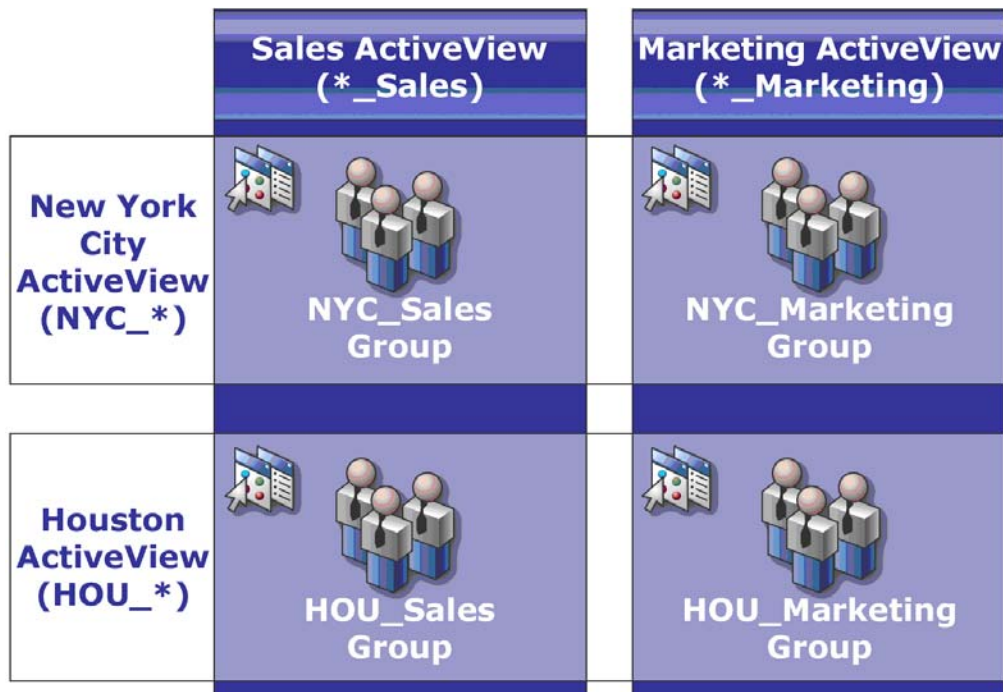 Sales ActiveView
(*_Sales)
Marketing ActiveView
(*_Marketing)
New York
City
ActiveView
(NYC_*)
NYC_Sales
Group
NYC_Marketing
Group
Houston
ActiveView
(HOU_*)
HOU_Sales
Group
HOU_Marketing
Group